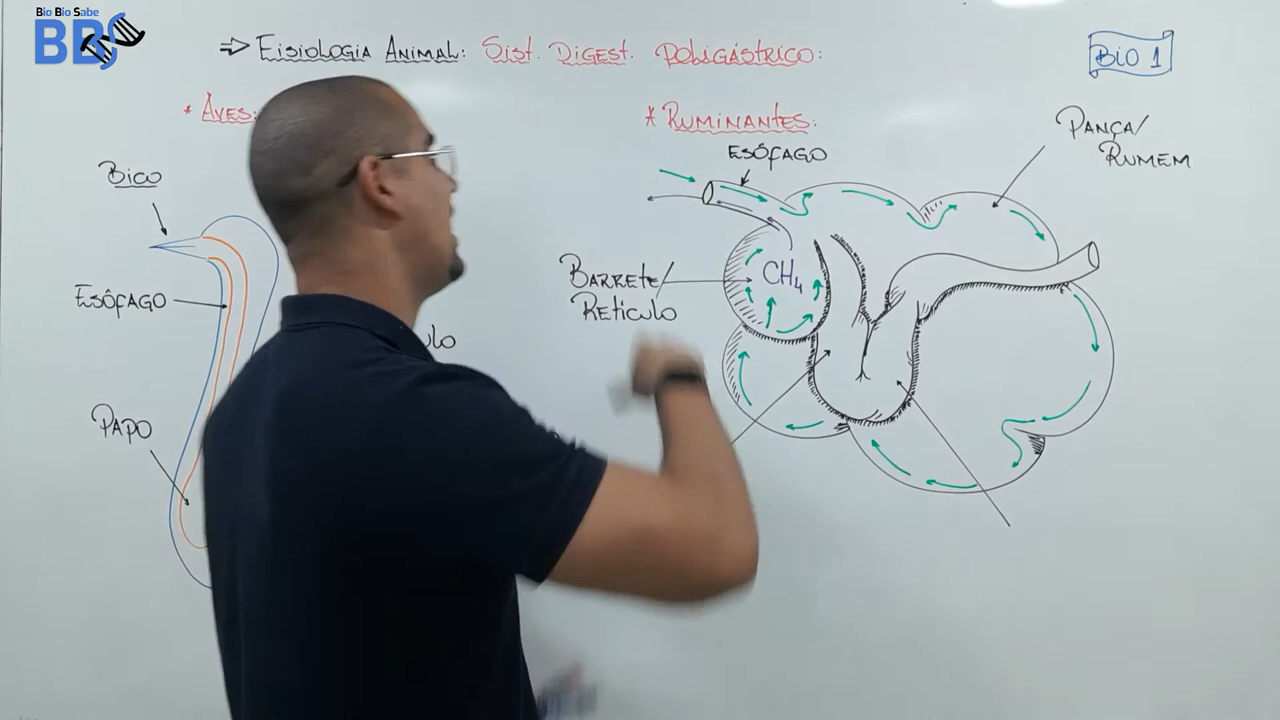 Bio Bio Sabe
BBS
⇒ Fisiologia Animal: Sist. Digest. Poligástrico:
BIO 1
* Aves:
* Ruminantes:
Esôfago
Pança/
Rumem
Bico
Barrete/
Retículo
CH4
Esôfago
ulo
Papo